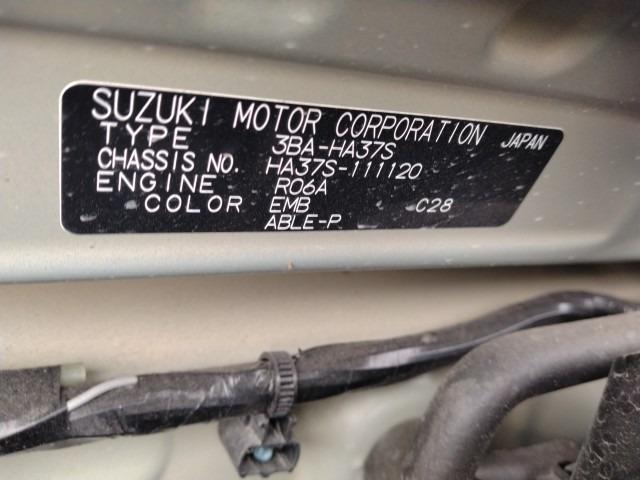 SUZUKI MOTOR CORPORATION JAPAN
TYPE 3BA-HA37S
CHASSIS NO. HA37S-111120
ENGINE R06A
COLOR EMB C28
ABLE-P